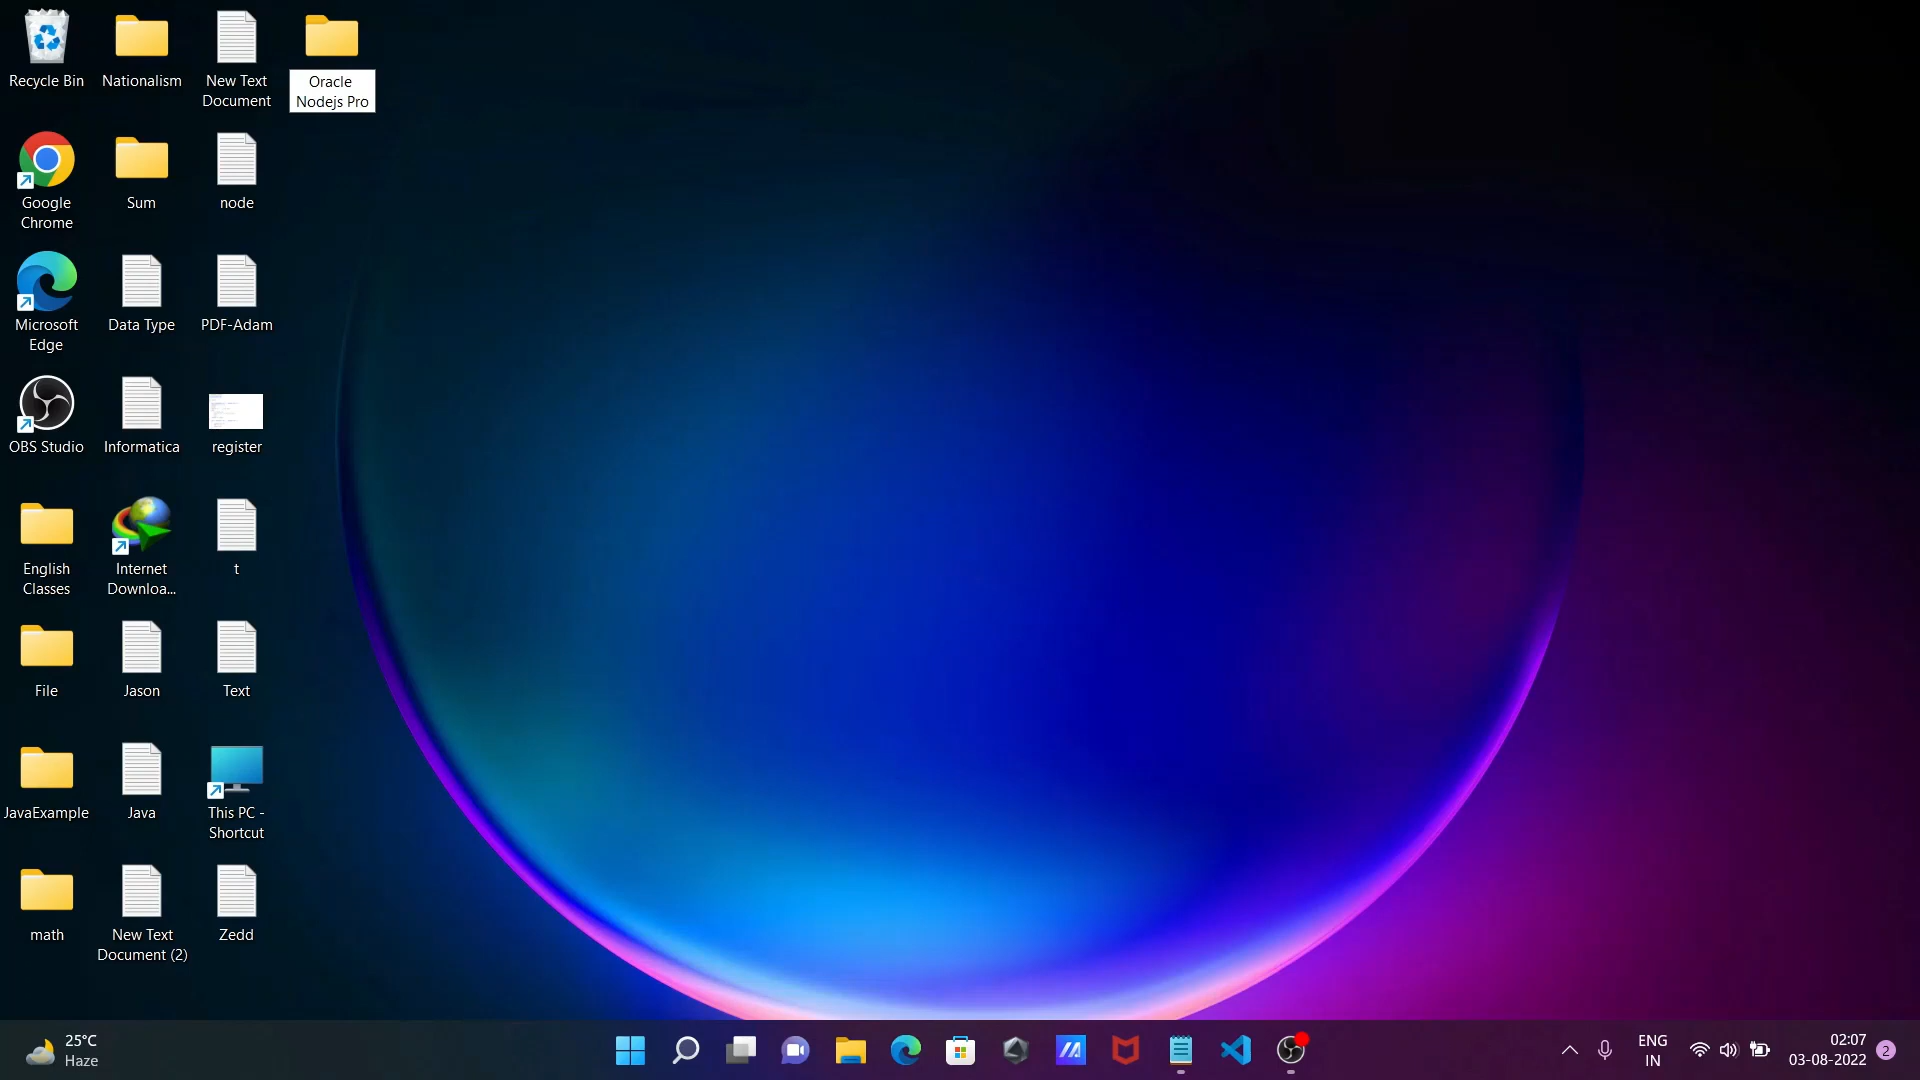 Recycle Bin
Nationalism
New Text
Document
Oracle
Nodejs Pro
Google
Chrome
Sum
node
Microsoft
Edge
Data Type
PDF-Adam
OBS Studio
Informatica
register
English
Classes
Internet
Downloa...
t
File
Jason
Text
JavaExample
Java
This PC -
Shortcut
math
New Text
Document (2)
Zedd
25°C
Haze
ENG
IN
02:07
03-08-2022
2